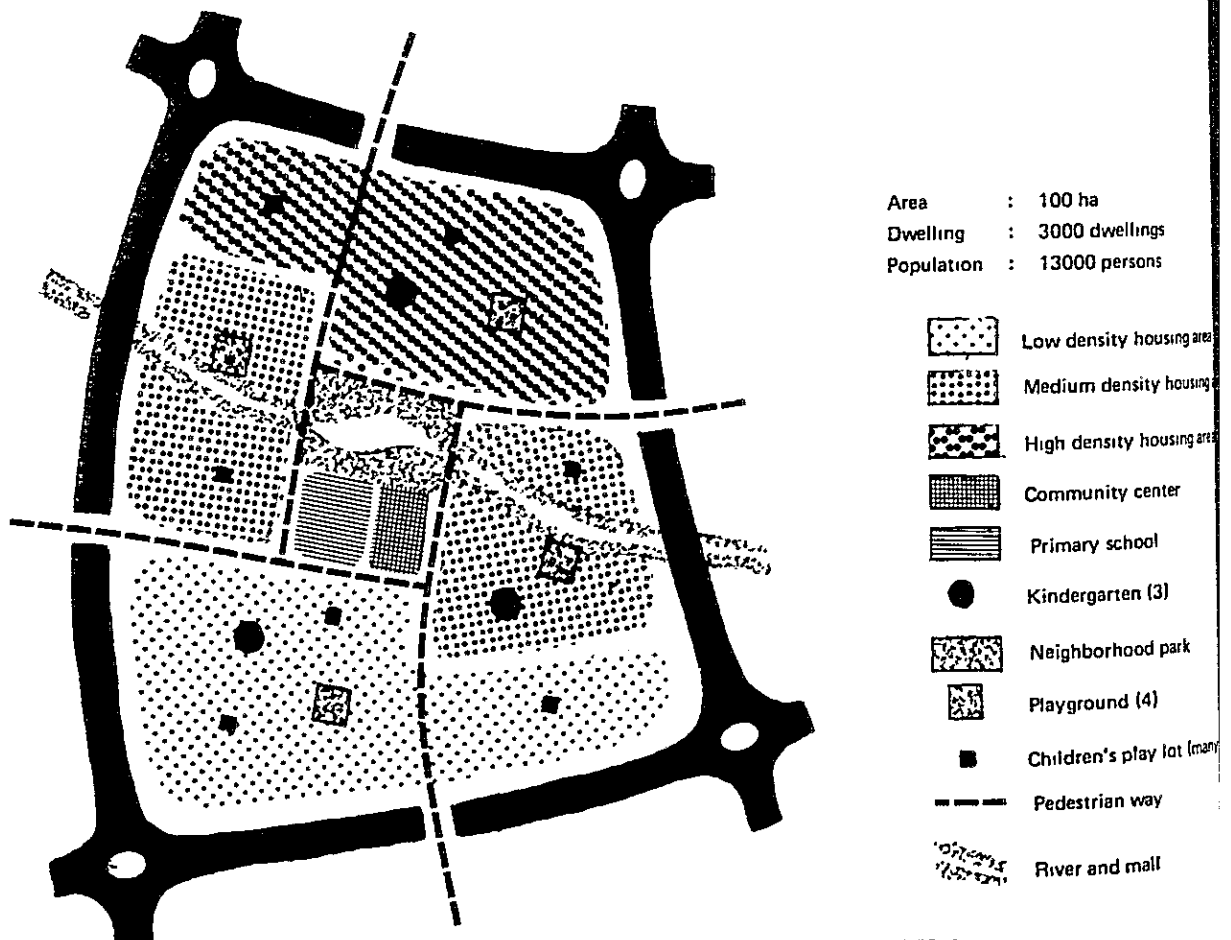 Area : 100 ha
Dwelling : 3000 dwellings
Population : 13000 persons
Low density housing area
Medium density housing
High density housing area
Community center
Primary school
Kindergarten (3)
Neighborhood park
Playground (4)
Children's play lot (many
Pedestrian way
River and mall